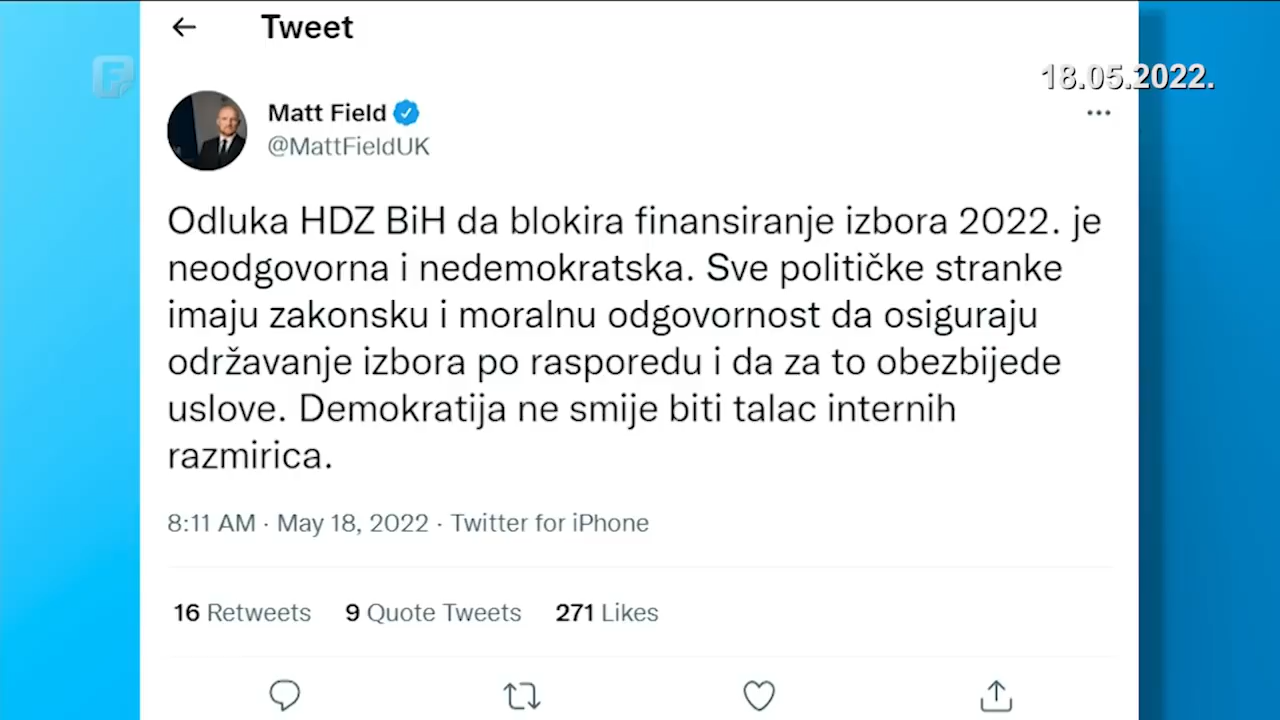 Tweet
18.05.2022.
Matt Field
@MattFieldUK
Odluka HDZ BiH da blokira finansiranje izbora 2022. je
neodgovorna i nedemokratska. Sve političke stranke
imaju zakonsku i moralnu odgovornost da osiguraju
održavanje izbora po rasporedu i da za to obezbijede
uslove. Demokratija ne smije biti talac internih
razmirica.
8:11 AM · May 18, 2022 · Twitter for iPhone
16 Retweets 9 Quote Tweets 271 Likes